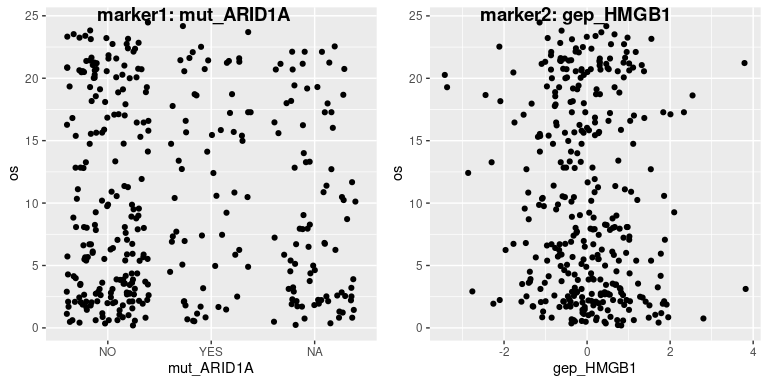 marker1: mut_ARID1A
25
20
15
10
5
0
os
NO YES NA
mut_ARID1A
marker2: gep_HMGB1
25
20
15
10
5
0
os
-2 0 2 4
gep_HMGB1